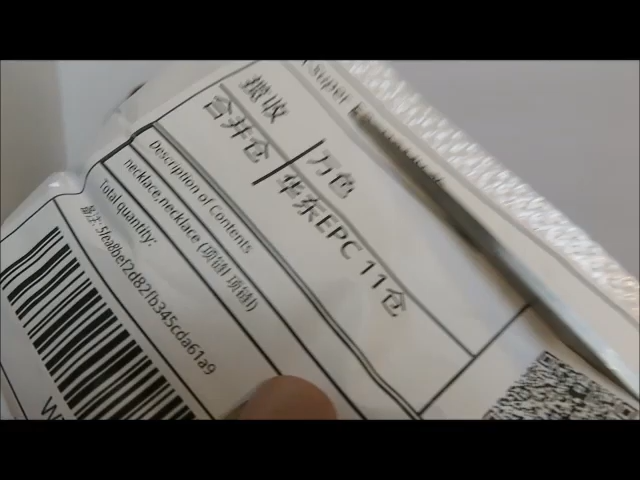 揽收
合并仓
万色
华东EPC 11仓
Description of Contents
necklace,necklace (项链 项链)
Total quantity:
备注: